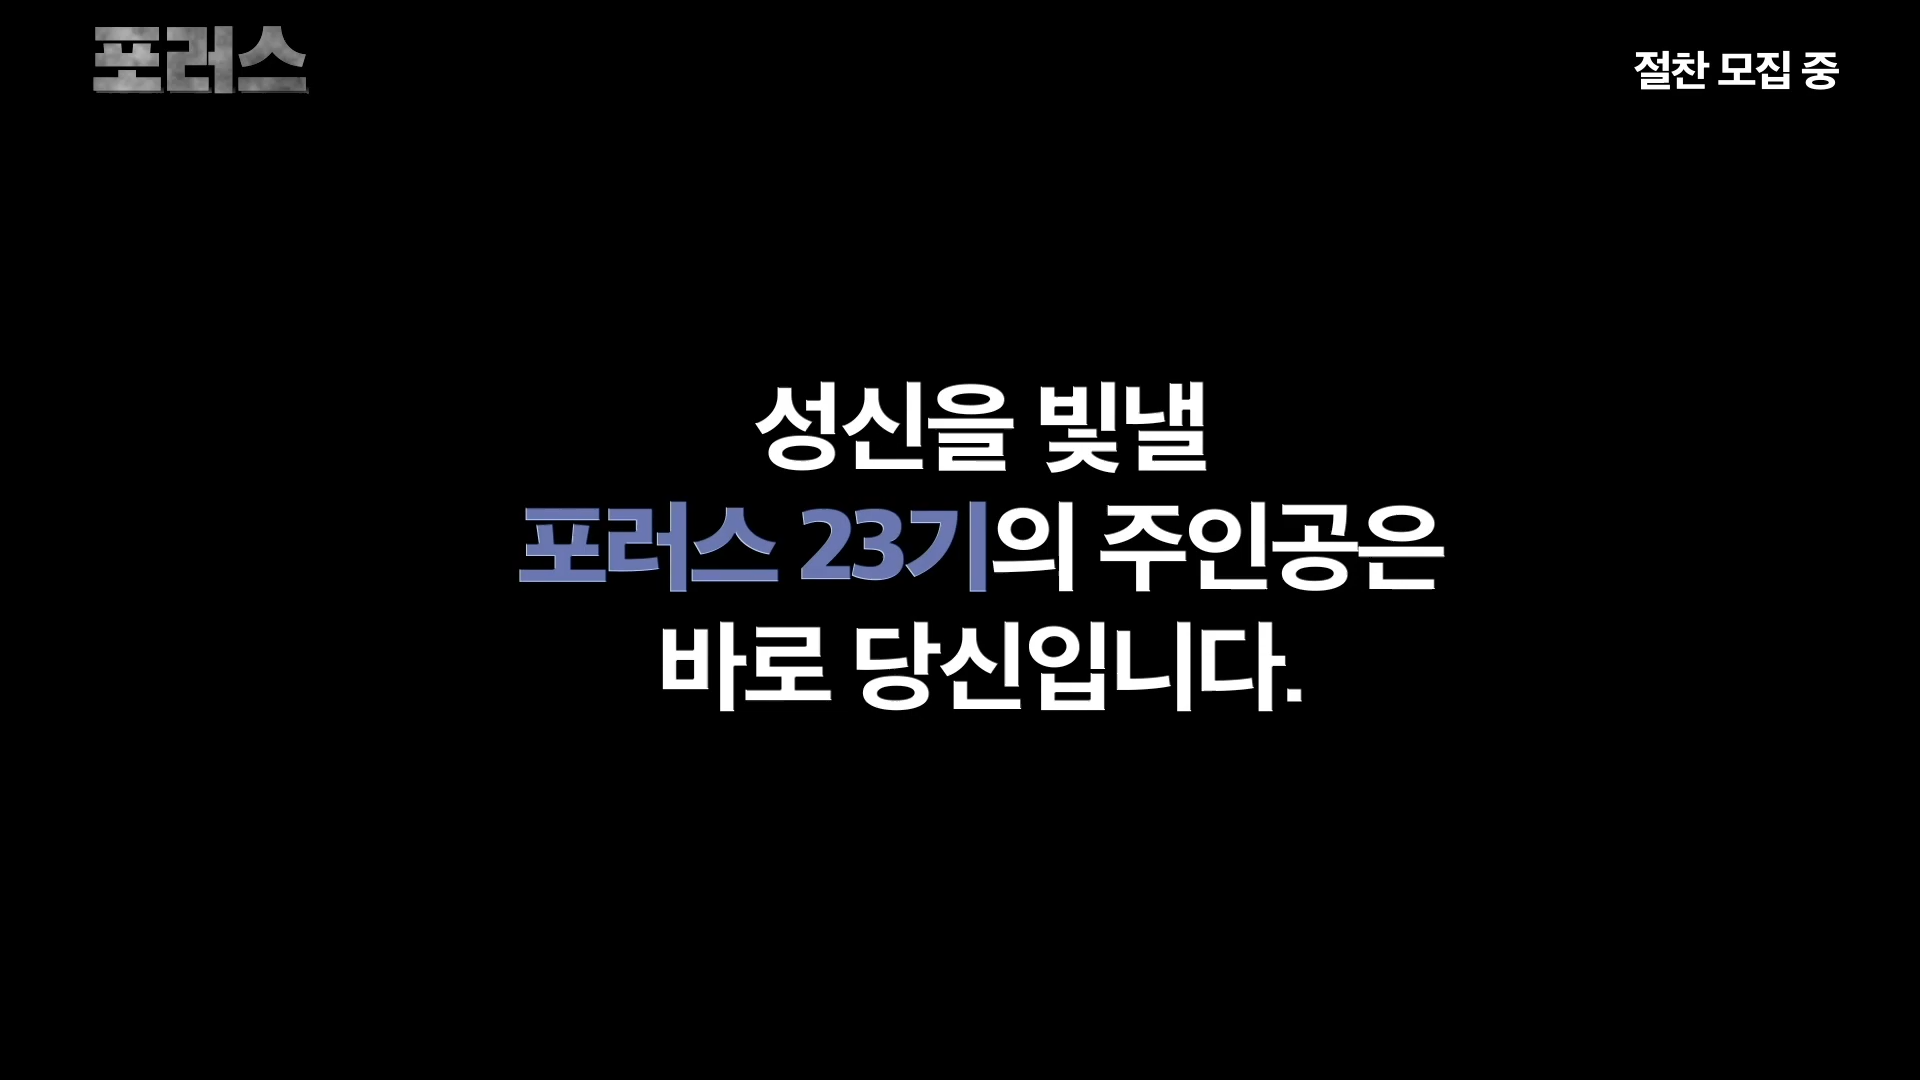 포러스
절찬 모집 중
성신을 빛낼
포러스 23기의 주인공은
바로 당신입니다.